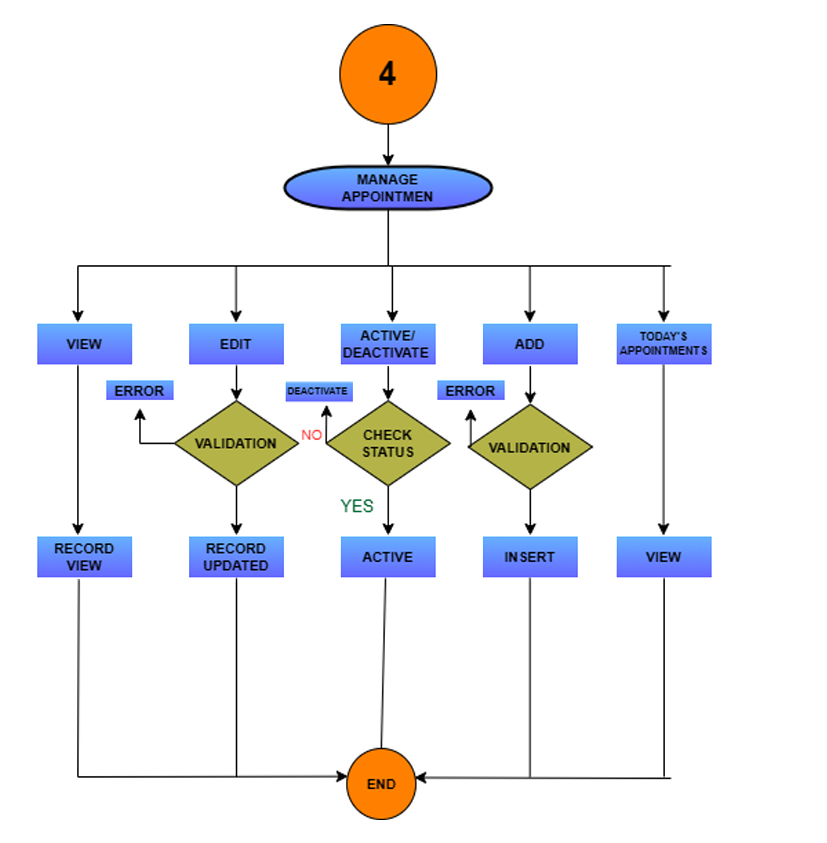 4
MANAGE
APPOINTMEN
VIEW
EDIT
ACTIVE/
DEACTIVATE
ADD
TODAY'S
APPOINTMENTS
ERROR
DEACTIVATE
ERROR
VALIDATION
NO
CHECK
STATUS
VALIDATION
YES
RECORD
VIEW
RECORD
UPDATED
ACTIVE
INSERT
VIEW
END